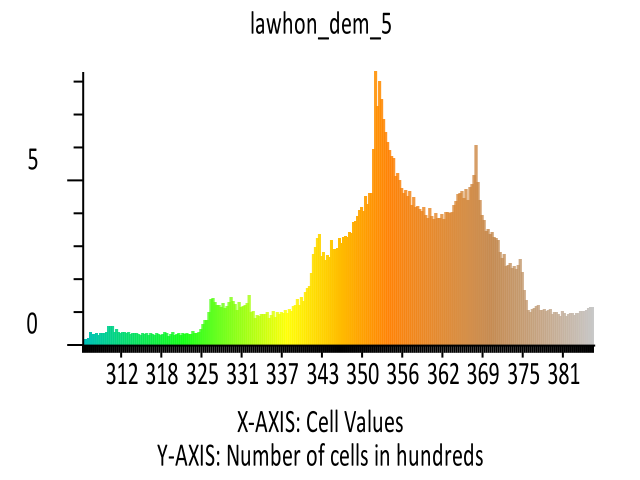 lawhon_dem_5
5
0
312 318 325 331 337 343 350 356 362 369 375 381
X-AXIS: Cell Values
Y-AXIS: Number of cells in hundreds